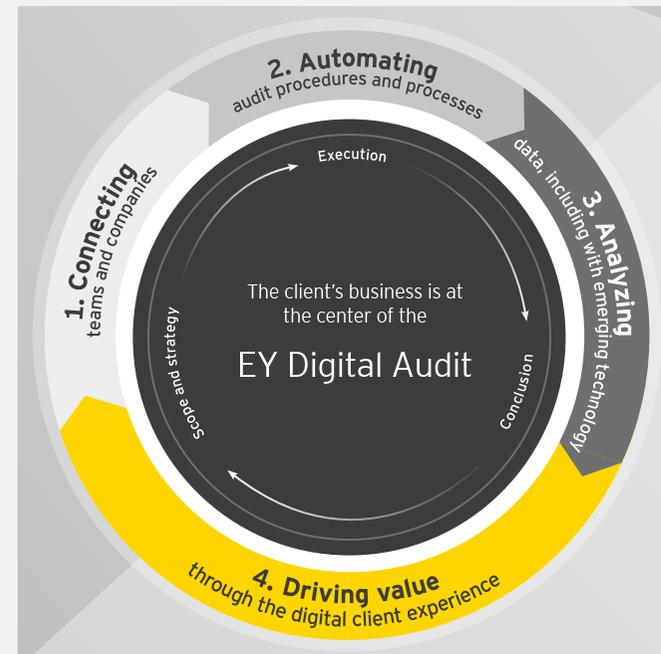 2. Automating
audit procedures and processes
1. Connecting
teams and companies
3. Analyzing
data, including with emerging technology
Execution
Scope and strategy
Conclusion
The client's business is at
the center of the
EY Digital Audit
4. Driving value
through the digital client experience